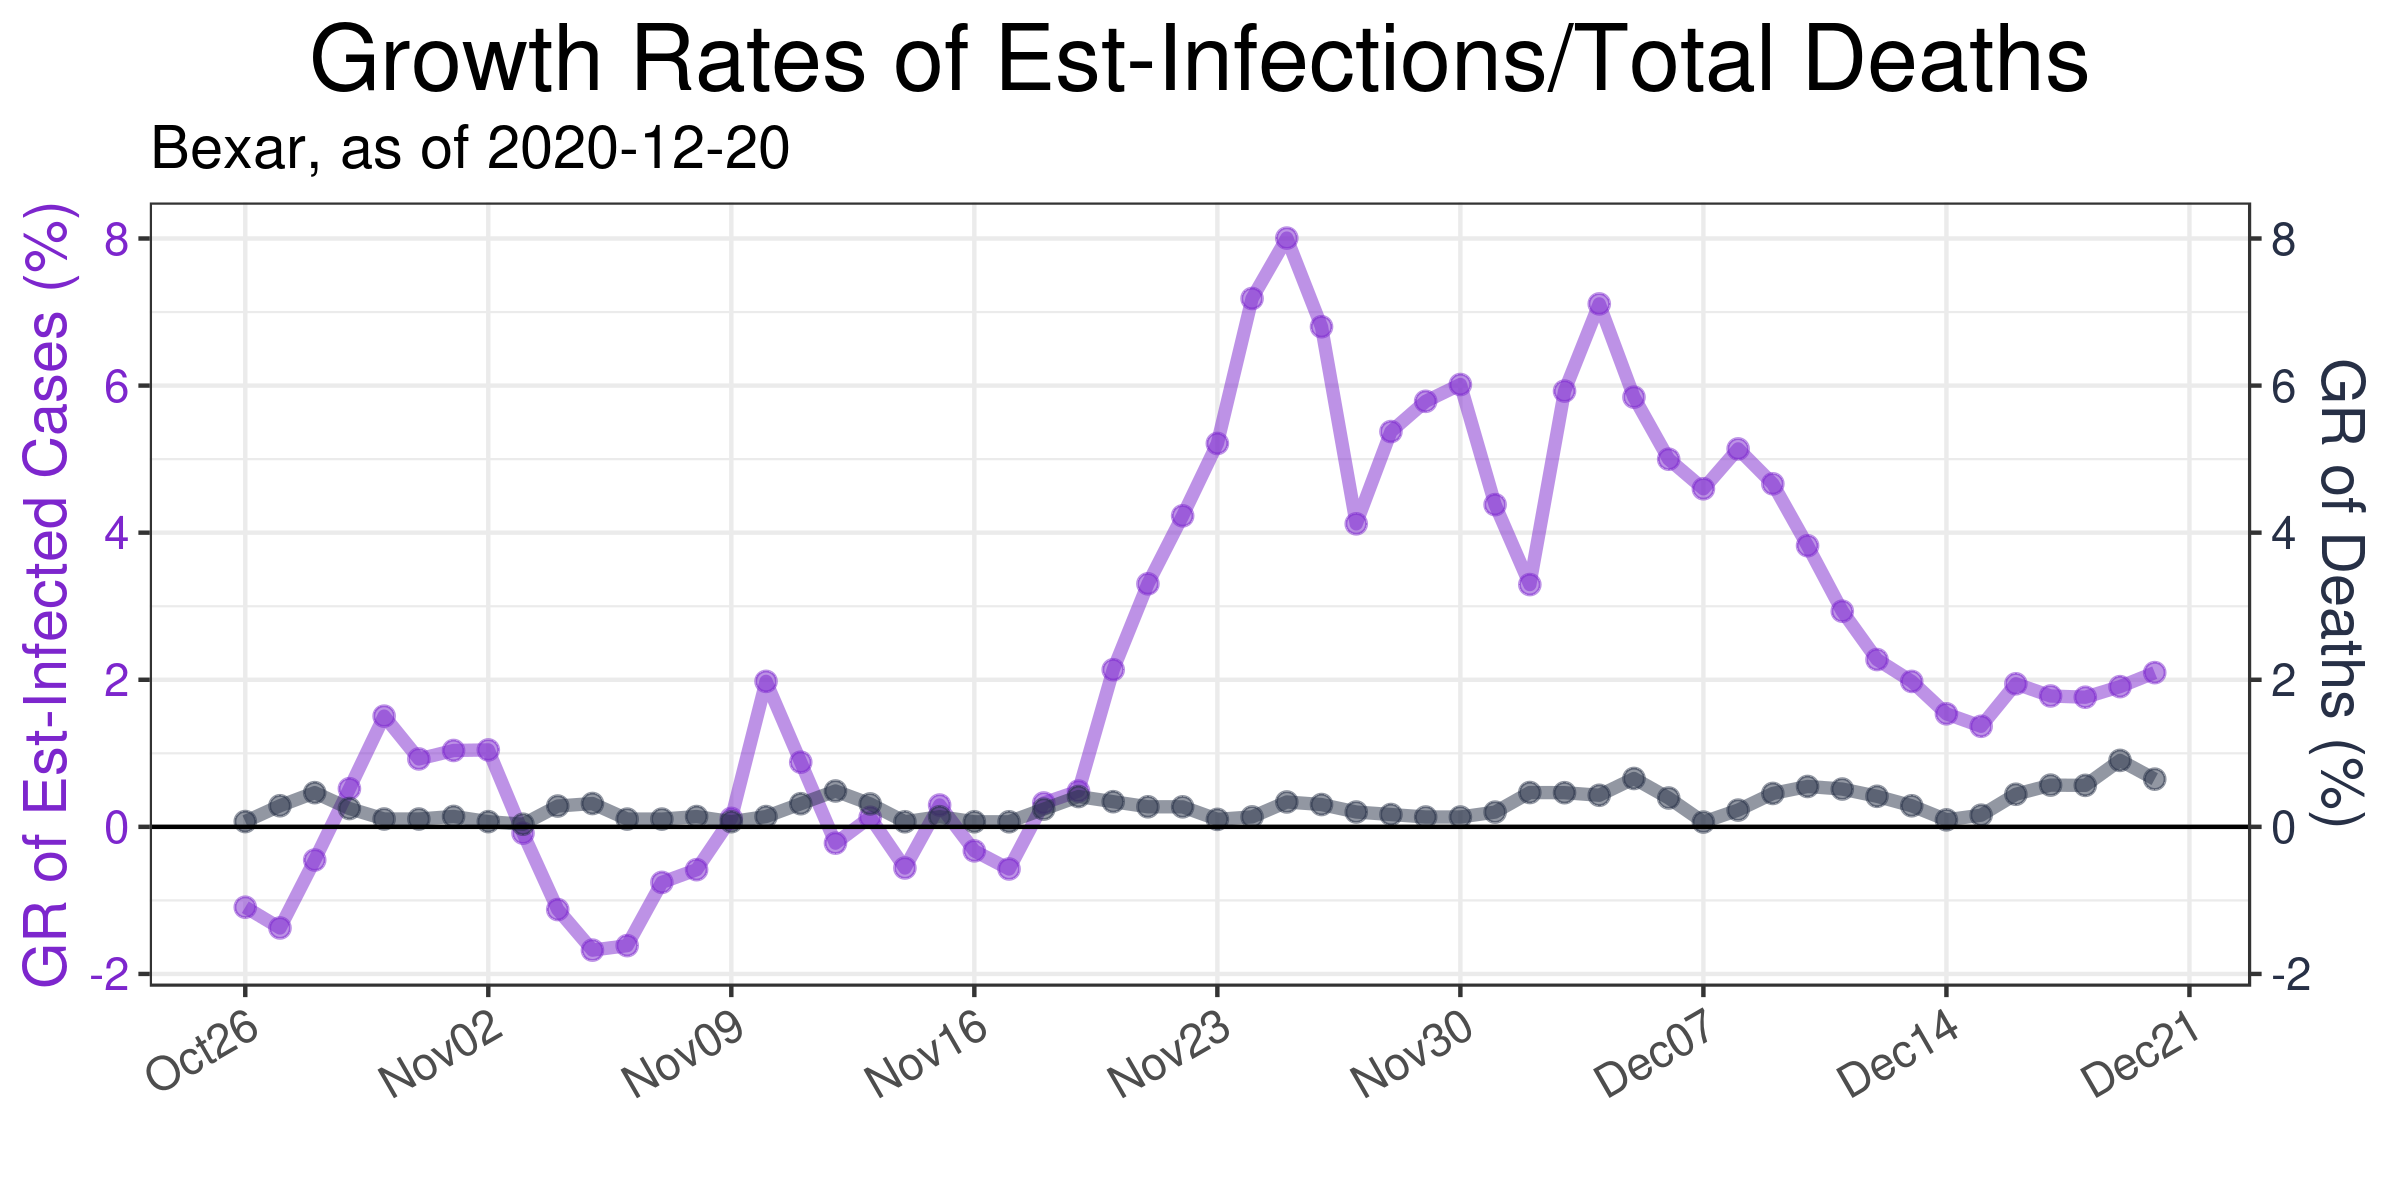 Growth Rates of Est-Infections/Total Deaths
Bexar, as of 2020-12-20
GR of Est-Infected Cases (%)
8
6
4
2
0
-2
8
6
4
2
0
-2
GR of Deaths (%)
Oct26
Nov02
Nov09
Nov16
Nov23
Nov30
Dec07
Dec14
Dec21